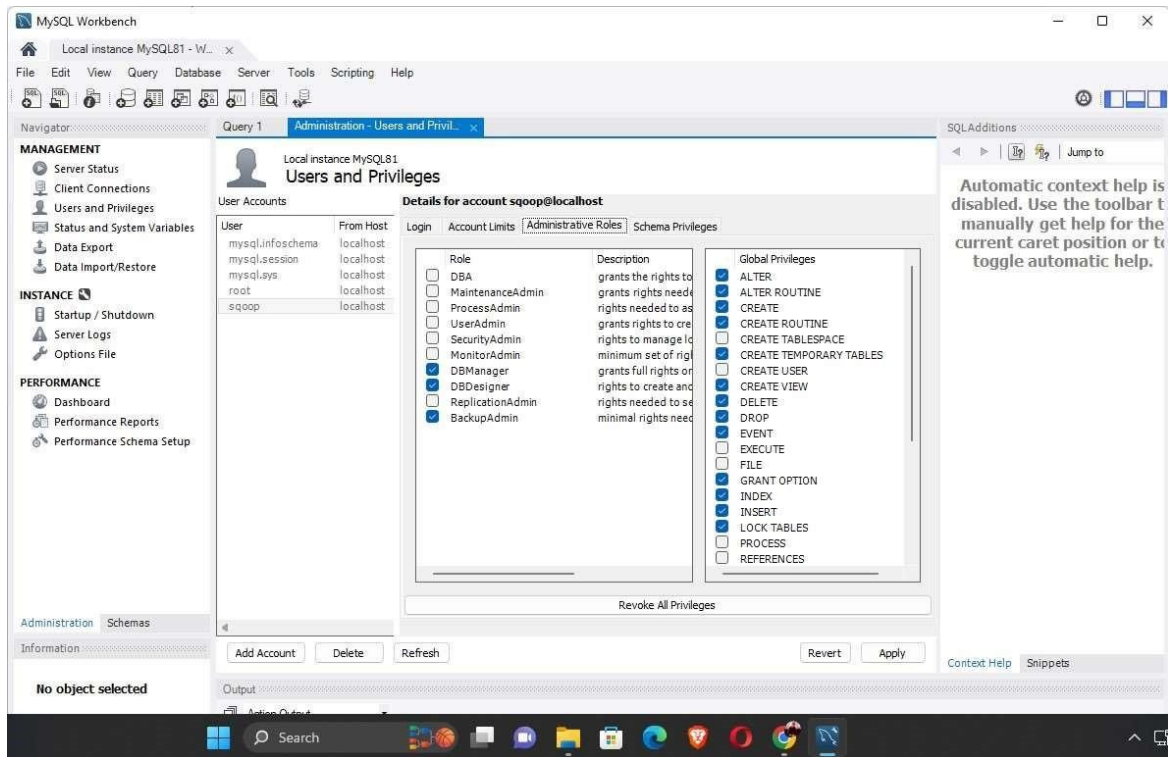 MySQL Workbench
Local instance MySQL81 - W...
File Edit View Query Database Server Tools Scripting Help
Navigator
MANAGEMENT
Server Status
Client Connections
Users and Privileges
Status and System Variables
Data Export
Data Import/Restore
INSTANCE
Startup / Shutdown
Server Logs
Options File
PERFORMANCE
Dashboard
Performance Reports
Performance Schema Setup
Administration Schemas
Information
No object selected
Query 1 Administration - Users and Privil...
Local instance MySQL81
Users and Privileges
User Accounts
User From Host
mysql.infoschema localhost
mysql.session localhost
mysql.sys localhost
root localhost
sqoop localhost
Details for account sqoop@localhost
Login Account Limits Administrative Roles Schema Privileges
Role Description
DBA grants the rights to
MaintenanceAdmin grants rights neede
ProcessAdmin rights needed to as
UserAdmin grants rights to cre
SecurityAdmin rights to manage lo
MonitorAdmin minimum set of rigl
DBManager grants full rights or
DBDesigner rights to create and
ReplicationAdmin rights needed to se
BackupAdmin minimal rights need
Global Privileges
ALTER
ALTER ROUTINE
CREATE
CREATE ROUTINE
CREATE TABLESPACE
CREATE TEMPORARY TABLES
CREATE USER
CREATE VIEW
DELETE
DROP
EVENT
EXECUTE
FILE
GRANT OPTION
INDEX
INSERT
LOCK TABLES
PROCESS
REFERENCES
Revoke All Privileges
Add Account Delete Refresh Revert Apply
Output
Action Output
SQLAdditions
Jump to
Automatic context help is
disabled. Use the toolbar t
manually get help for the
current caret position or to
toggle automatic help.
Context Help Snippets
Search